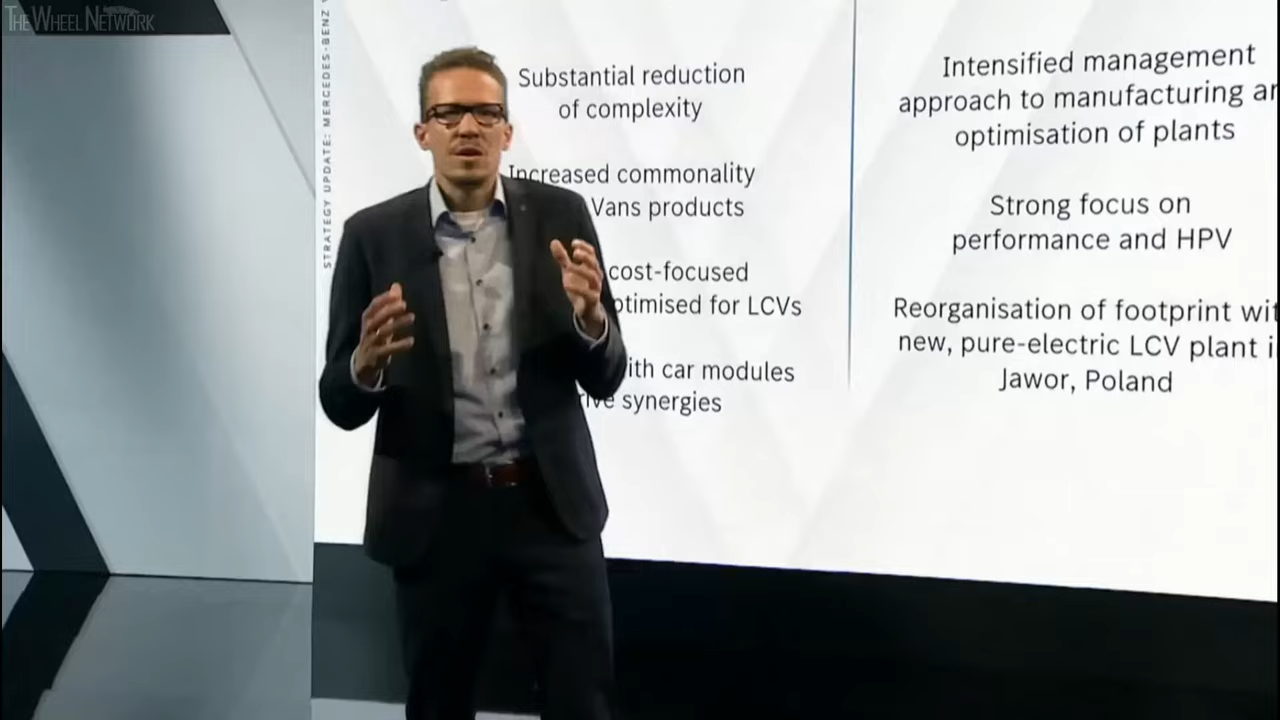 THE WHEEL NETWORK
STRATEGY UPDATE: MERCEDES-BENZ
Substantial reduction
of complexity
Increased commonality
Vans products
cost-focused
optimised for LCVs
with car modules
synergies
Intensified management
approach to manufacturing
optimisation of plants
Strong focus on
performance and HPV
Reorganisation of footprint
new, pure-electric LCV plant
Jawor, Poland